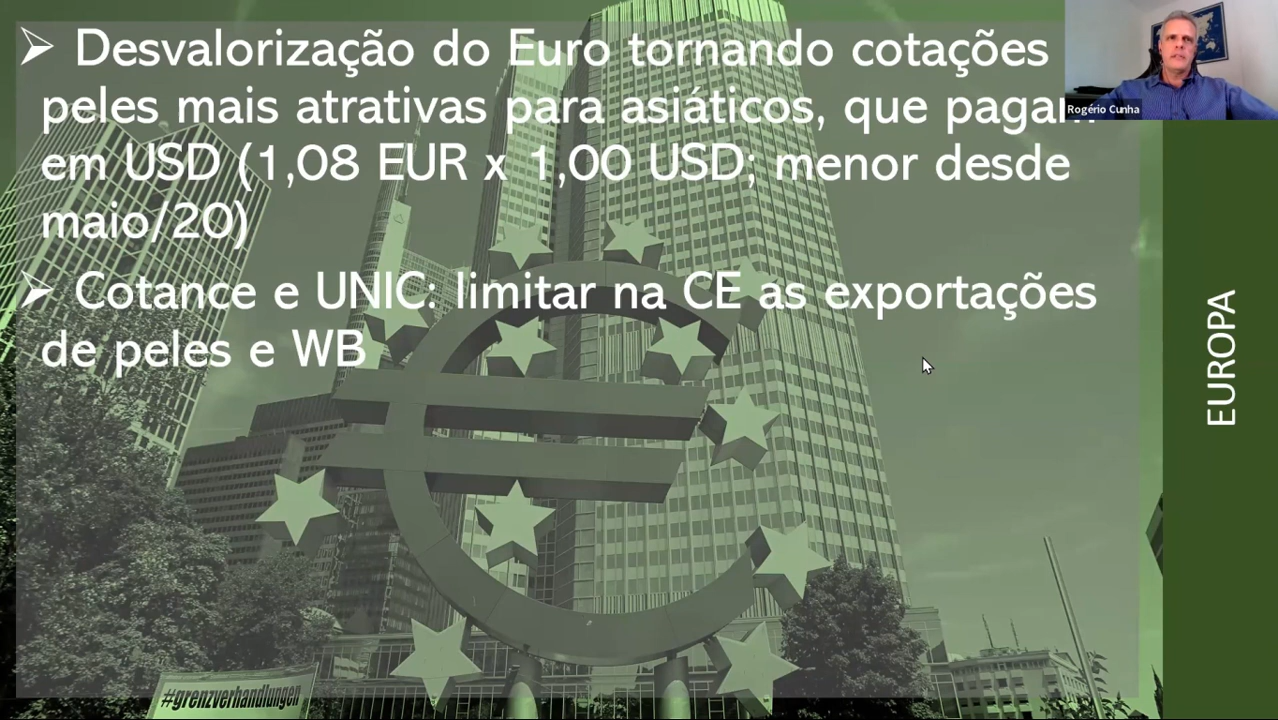 ➢ Desvalorização do Euro tornando cotações
peles mais atrativas para asiáticos, que pagam
em USD (1,08 EUR x 1,00 USD; menor desde
maio/20)
➢ Cotance e UNIC: limitar na CE as exportações
de peles e WB
Rogério Cunha
EUROPA
#grenzverhandlungen